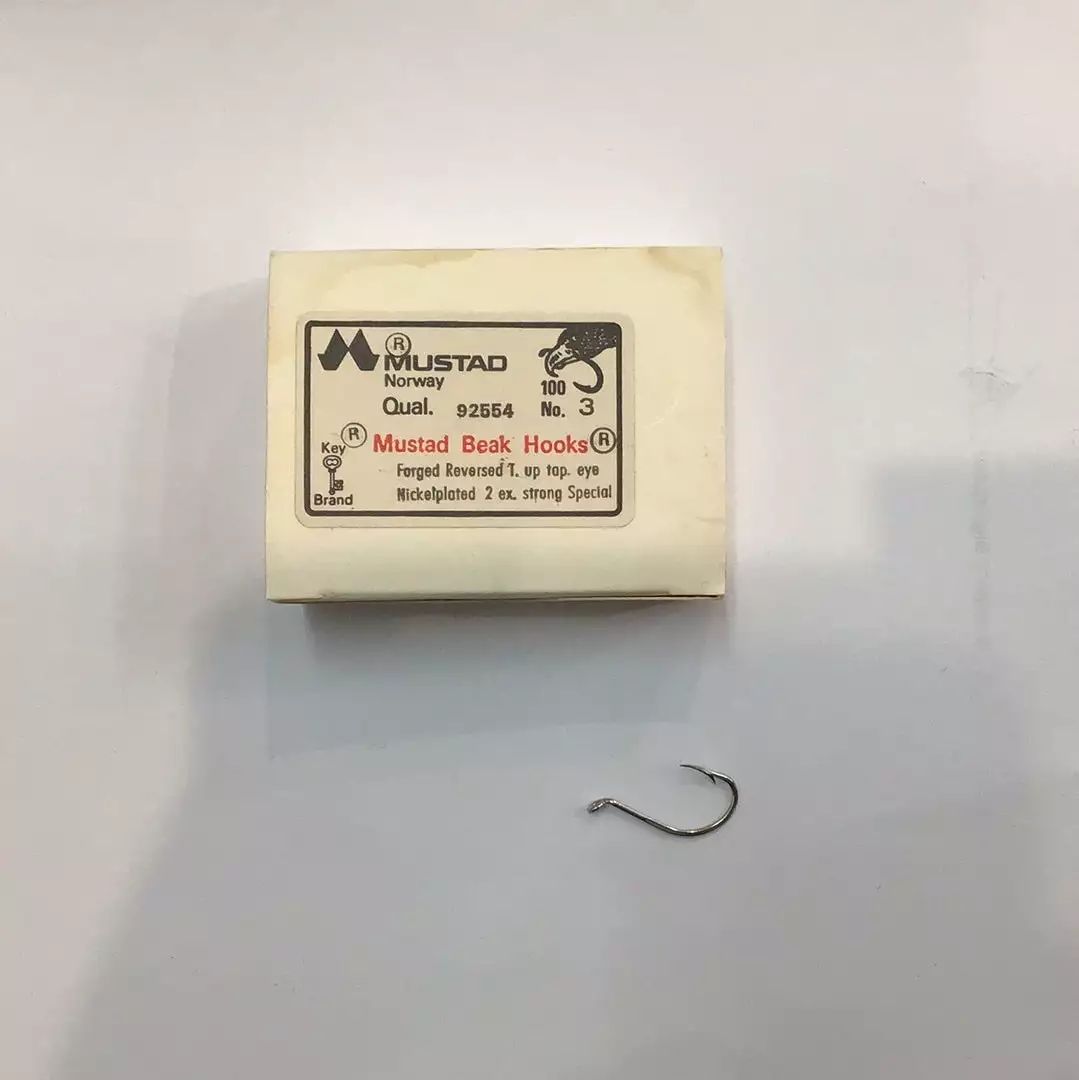 ® MUSTAD
Norway
100
Qual. 92554 No. 3
Key ® Mustad Beak Hooks ®
Forged Reversed T. up tap. eye
Brand Nickelplated 2 ex. strong Special